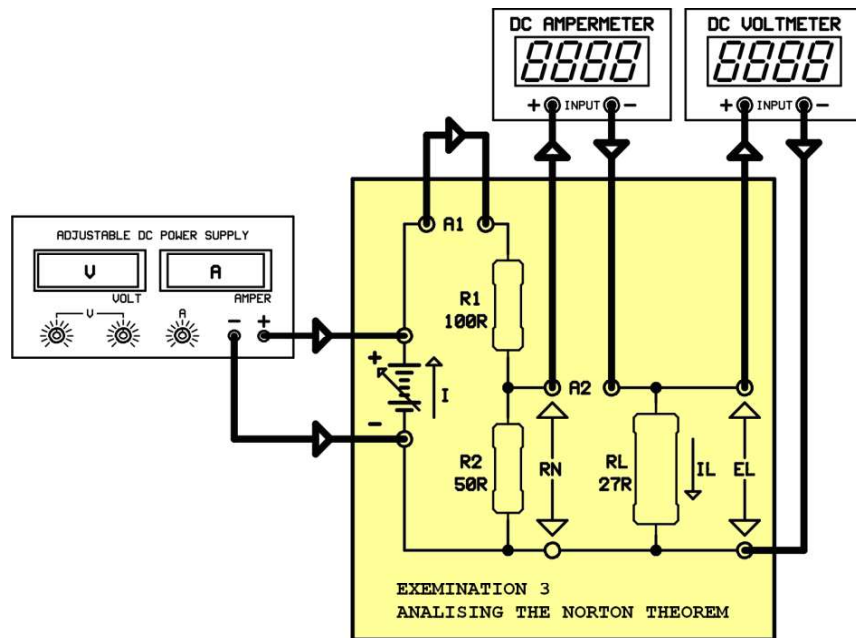 DC AMPERMETER
8888
+ INPUT -
DC VOLTMETER
8888
+ INPUT -
ADJUSTABLE DC POWER SUPPLY
V
A
VOLT
AMPER
V
A
- +
A1
R1
100R
+
I
-
A2
R2
50R
RN
RL
27R
IL
EL
EXEMINATION 3
ANALISING THE NORTON THEOREM